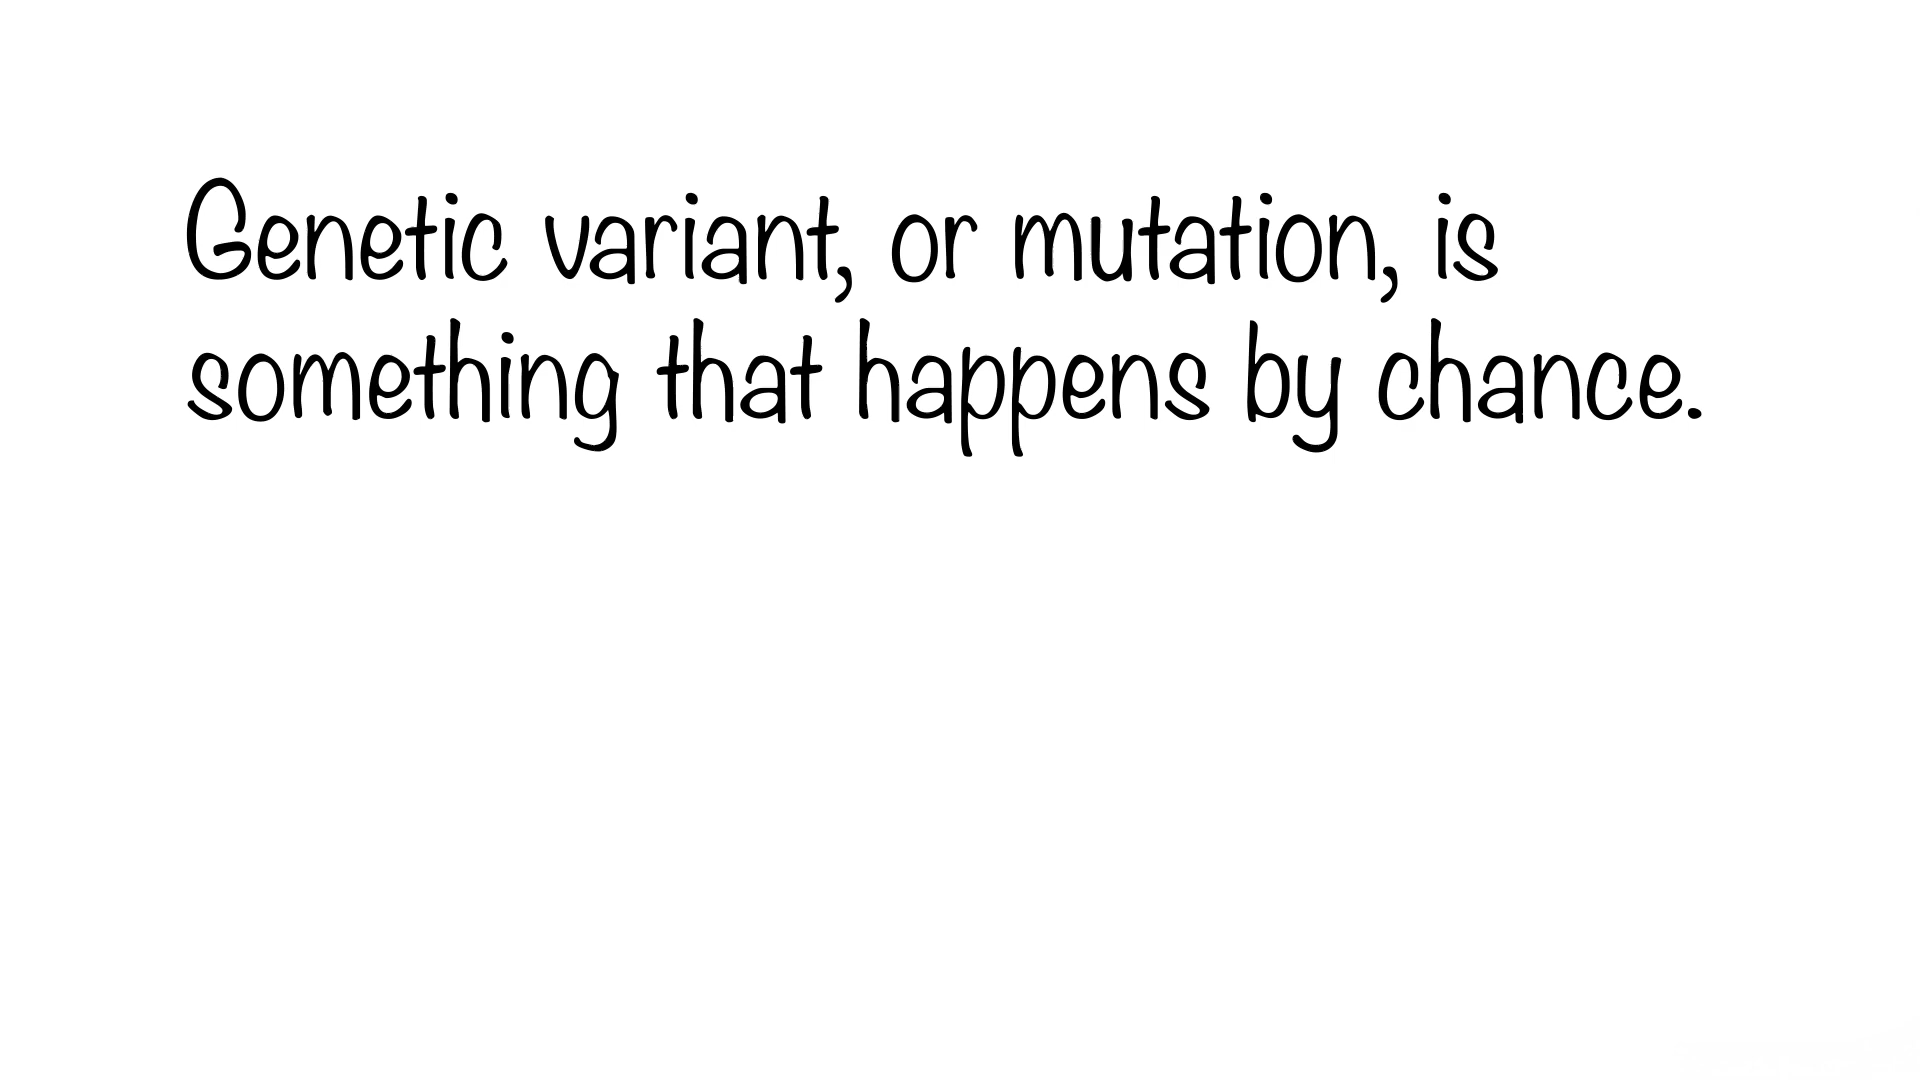 Genetic variant, or mutation, is
something that happens by chance.